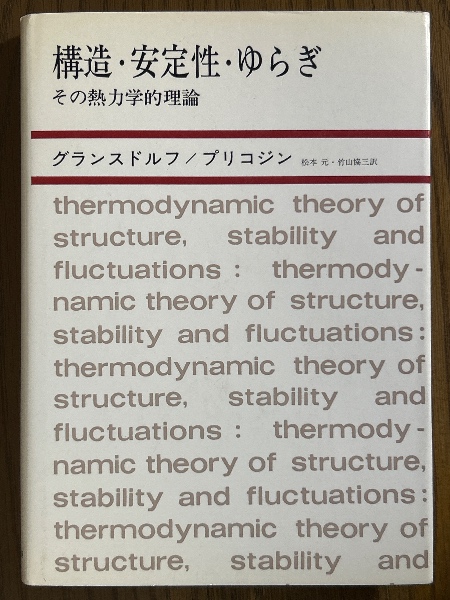 構造・安定性・ゆらぎ
その熱力学的理論
グランスドルフ／プリコジン 松本 元・竹山協三訳
thermodynamic theory of
structure, stability and
fluctuations : thermody-
namic theory of structure,
stability and fluctuations :
thermodynamic theory of
structure, stability and
fluctuations : thermody-
namic theory of structure,
stability and fluctuations :
thermodynamic theory of
structure, stability and